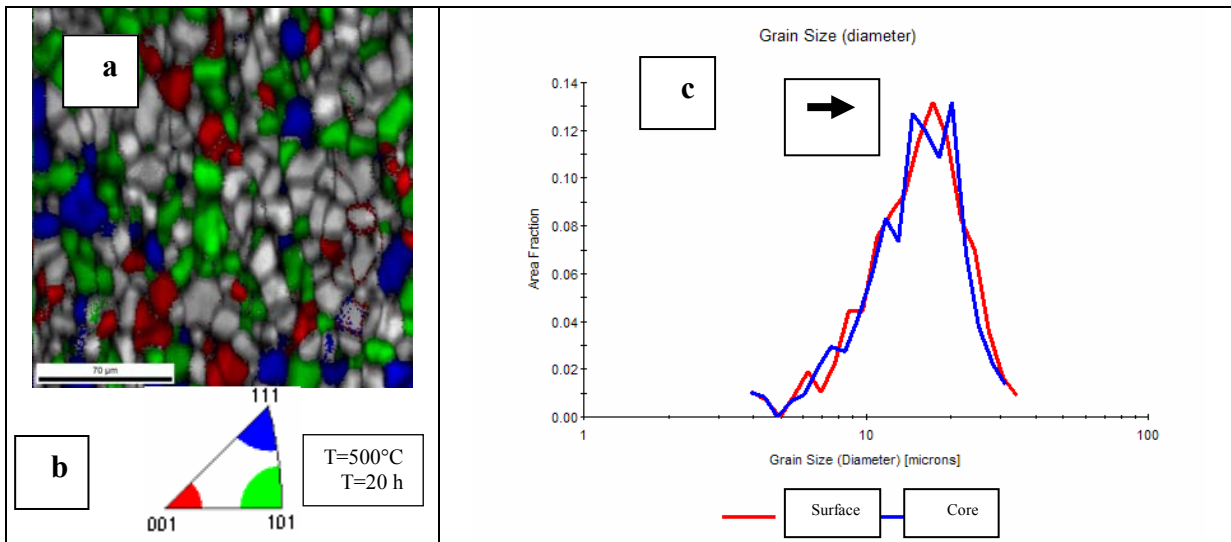 a
70 µm
b
111
001
101
T=500°C
T=20 h
Grain Size (diameter)
c
Area Fraction
0.14
0.12
0.10
0.08
0.06
0.04
0.02
0.00
1
10
100
Grain Size (Diameter) [microns]
Surface
Core